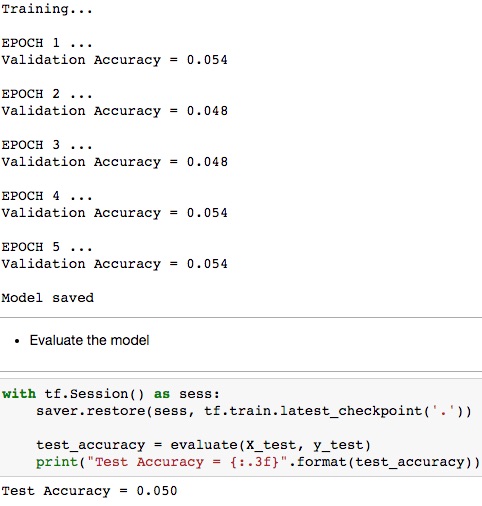 Training...
EPOCH 1 ...
Validation Accuracy = 0.054
EPOCH 2 ...
Validation Accuracy = 0.048
EPOCH 3 ...
Validation Accuracy = 0.048
EPOCH 4 ...
Validation Accuracy = 0.054
EPOCH 5 ...
Validation Accuracy = 0.054
Model saved
• Evaluate the model
with tf.Session() as sess:
    saver.restore(sess, tf.train.latest_checkpoint('.'))
    test_accuracy = evaluate(X_test, y_test)
    print("Test Accuracy = {:.3f}".format(test_accuracy))
Test Accuracy = 0.050